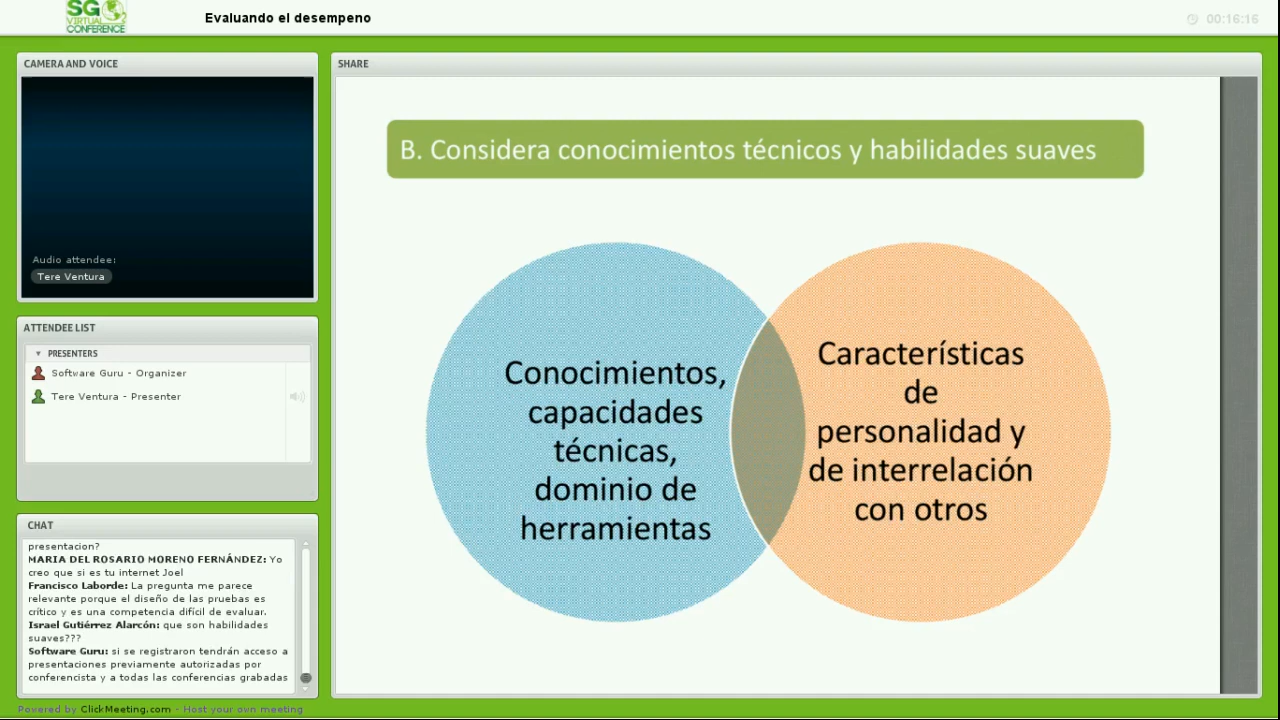 SG
VIRTUAL
CONFERENCE
Evaluando el desempeno
00:16:16
CAMERA AND VOICE
Audio attendee:
Tere Ventura
ATTENDEE LIST
PRESENTERS
Software Guru - Organizer
Tere Ventura - Presenter
CHAT
presentacion?
MARIA DEL ROSARIO MORENO FERNÁNDEZ: Yo
creo que si es tu internet Joel
Francisco Laborde: La pregunta me parece
relevante porque el diseño de las pruebas es
crítico y es una competencia difícil de evaluar.
Israel Gutiérrez Alarcón: que son habilidades
suaves???
Software Guru: si se registraron tendrán acceso a
presentaciones previamente autorizadas por
conferencista y a todas las conferencias grabadas
Powered by ClickMeeting.com - Host your own meeting
SHARE
B. Considera conocimientos técnicos y habilidades suaves
Conocimientos,
capacidades
técnicas,
dominio de
herramientas
Características
de
personalidad y
de interrelación
con otros